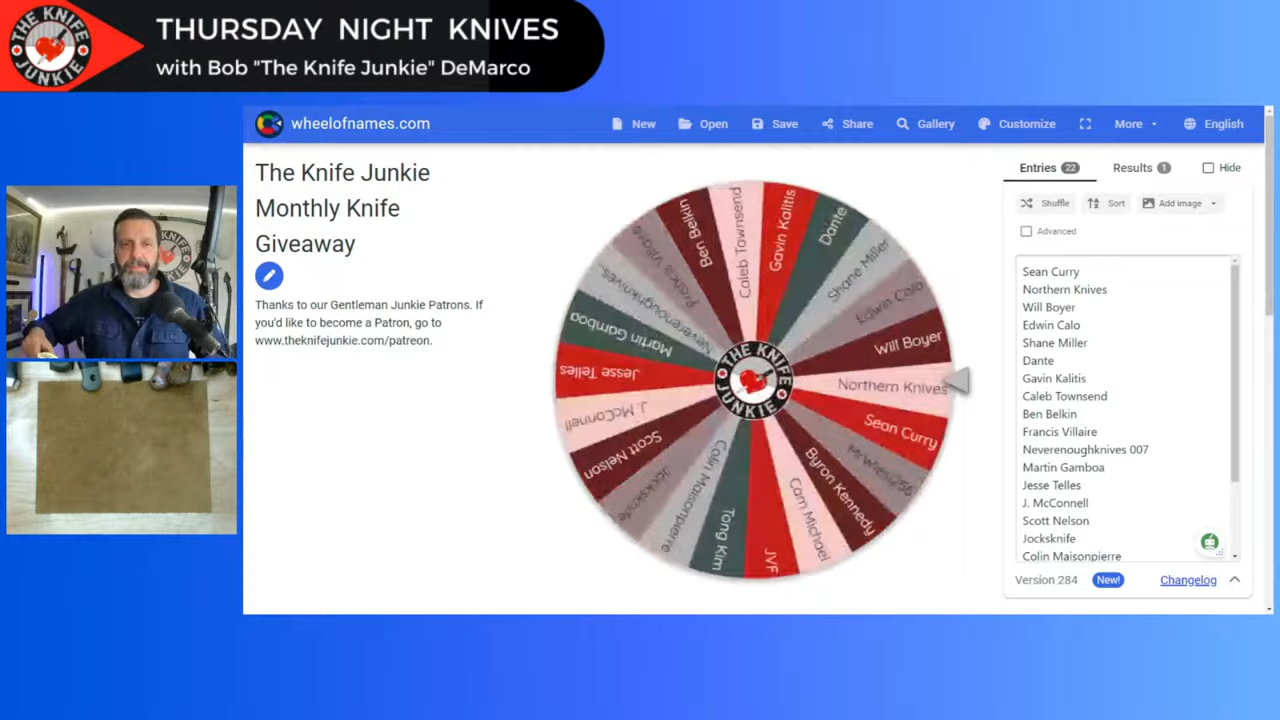 THE KNIFE JUNKIE
THURSDAY NIGHT KNIVES
with Bob "The Knife Junkie" DeMarco
wheelofnames.com
New
Open
Save
Share
Gallery
Customize
More
English
The Knife Junkie
Monthly Knife
Giveaway
Thanks to our Gentleman Junkie Patrons. If
you'd like to become a Patron, go to
www.theknifejunkie.com/patreon.
Ben Belkin
Caleb Townsend
Gavin Kalitis
Dante
Shane Miller
Edwin Calo
Will Boyer
Northern Knives
Sean Curry
Byron Kennedy
Cam Michael
JVF
Tong Kim
Colin Maisonpierre
Jocksknife
Scott Nelson
J. McConnell
Jesse Telles
Martin Gamboa
Neverenoughknives...
Francis Villaire
THE KNIFE JUNKIE
Entries 22
Results 1
Hide
Shuffle
Sort
Add image
Advanced
Sean Curry
Northern Knives
Will Boyer
Edwin Calo
Shane Miller
Dante
Gavin Kalitis
Caleb Townsend
Ben Belkin
Francis Villaire
Neverenoughknives 007
Martin Gamboa
Jesse Telles
J. McConnell
Scott Nelson
Jocksknife
Colin Maisonpierre
Version 284 New! Changelog